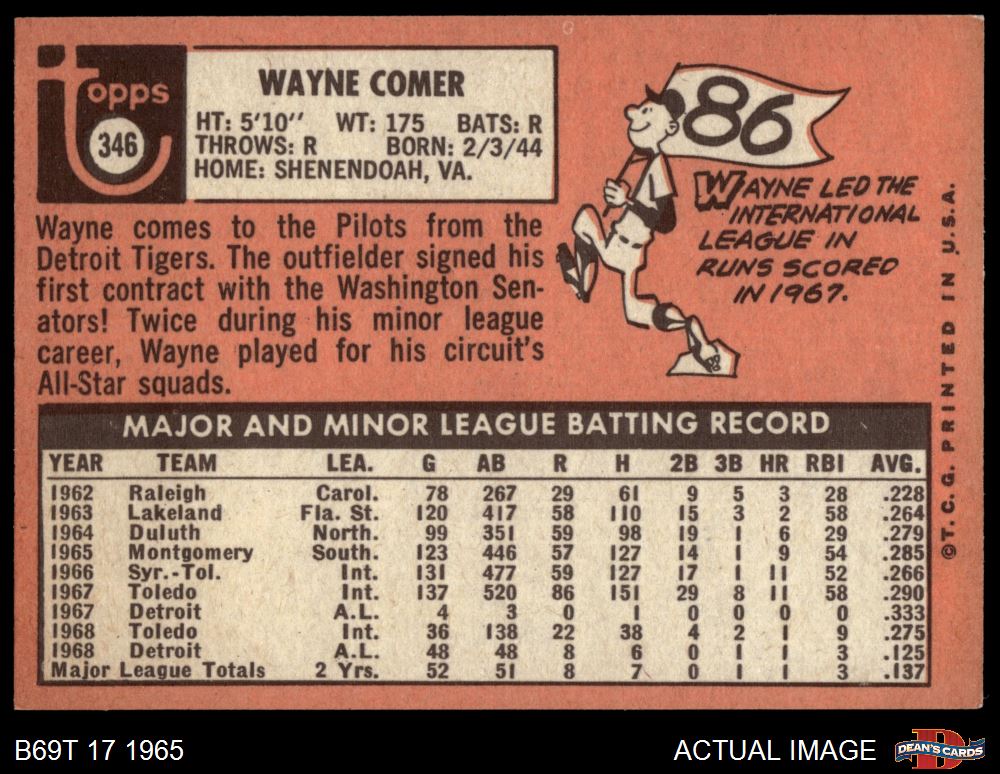 Topps
346
WAYNE COMER
HT: 5'10" WT: 175 BATS: R
THROWS: R BORN: 2/3/44
HOME: SHENENDOAH, VA.
86
WAYNE LED THE
INTERNATIONAL
LEAGUE IN
RUNS SCORED
IN 1967.
Wayne comes to the Pilots from the
Detroit Tigers. The outfielder signed his
first contract with the Washington Sen-
ators! Twice during his minor league
career, Wayne played for his circuit's
All-Star squads.
MAJOR AND MINOR LEAGUE BATTING RECORD
YEAR TEAM LEA. G AB R H 2B 3B HR RBI AVG.
1962 Raleigh Carol. 78 267 29 61 9 5 3 28 .228
1963 Lakeland Fla. St. 120 417 58 110 15 3 2 58 .264
1964 Duluth North. 99 351 59 98 19 1 6 29 .279
1965 Montgomery South. 123 446 57 127 14 1 9 54 .285
1966 Syr.-Tol. Int. 131 477 59 127 17 1 11 52 .266
1967 Toledo Int. 137 520 86 151 29 8 11 58 .290
1967 Detroit A.L. 4 3 0 1 0 0 0 0 .333
1968 Toledo Int. 36 138 22 38 4 2 1 9 .275
1968 Detroit A.L. 48 48 8 6 0 1 1 3 .125
Major League Totals 2 Yrs. 52 51 8 7 0 1 1 3 .137
©T.C.G. PRINTED IN U.S.A.
B69T 17 1965
ACTUAL IMAGE
D
DEAN'S CARDS